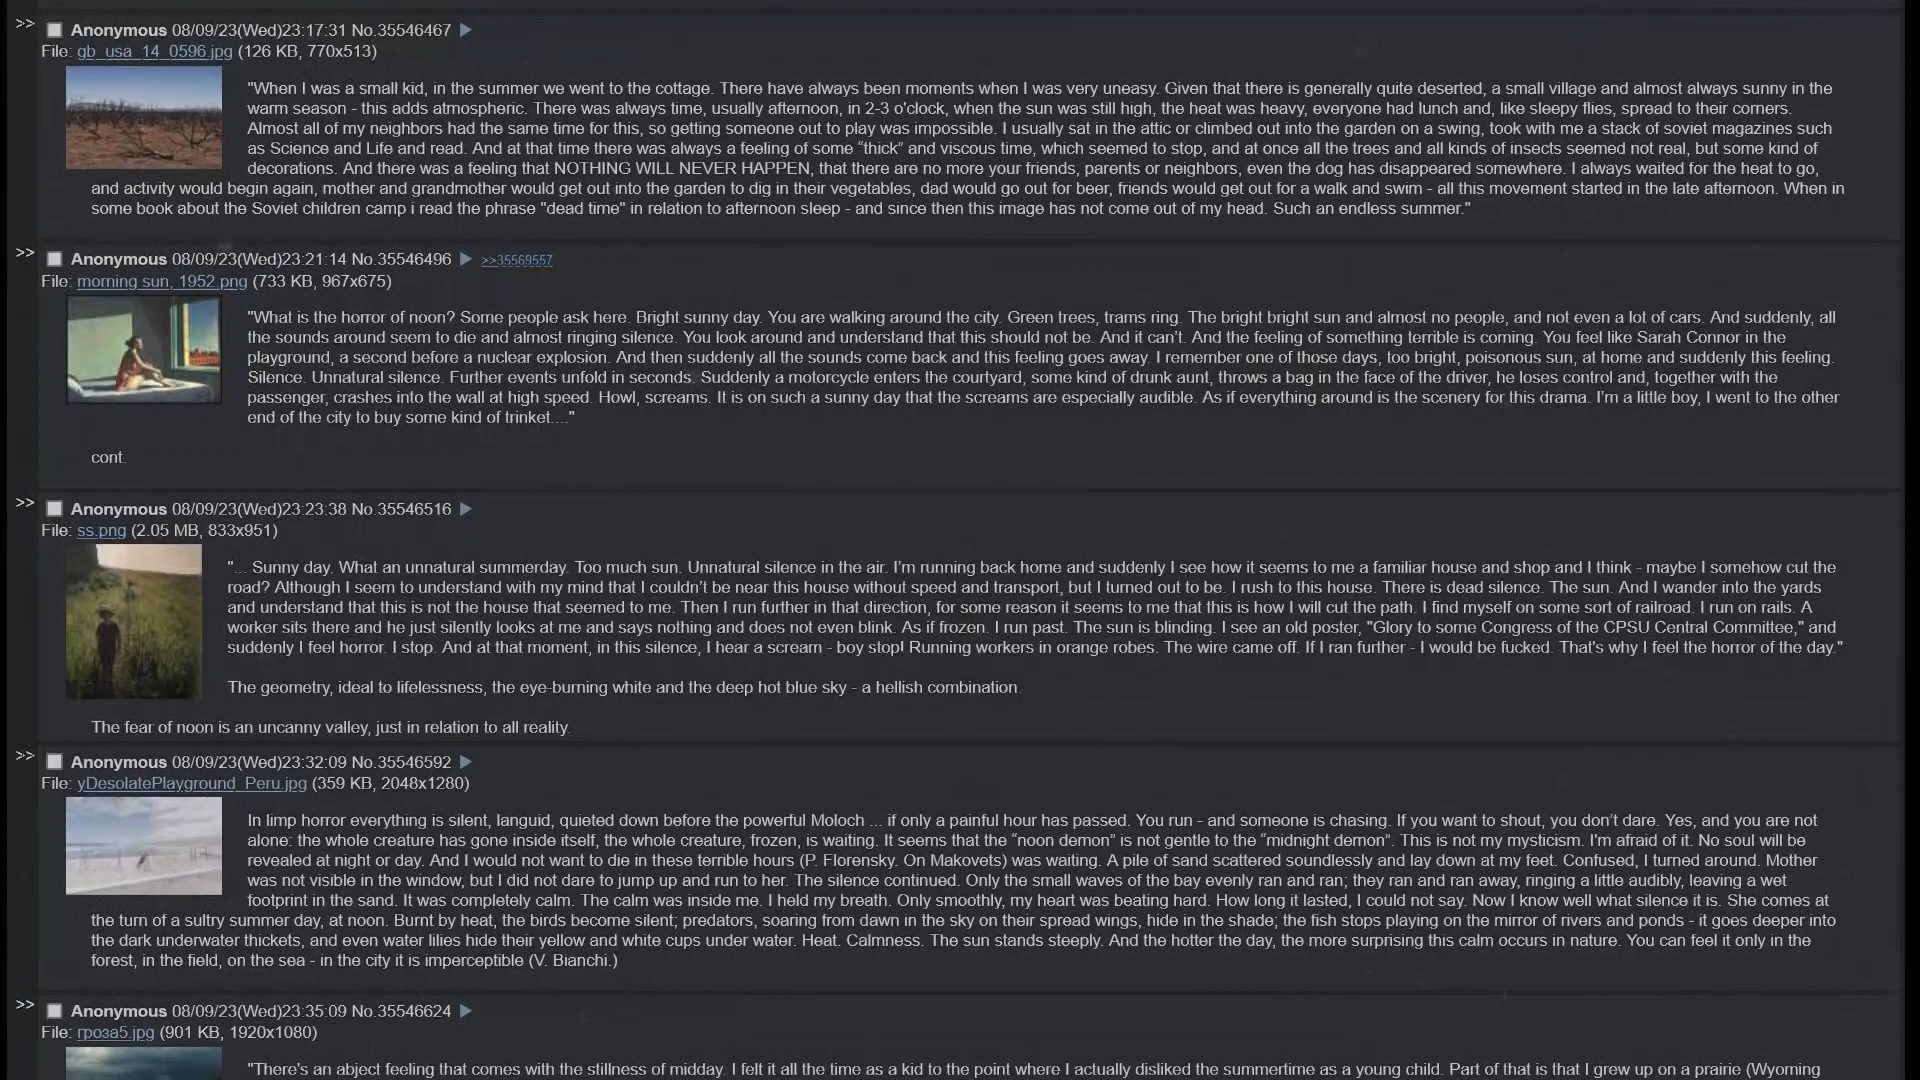 >> Anonymous 08/09/23(Wed)23:17:31 No.35546467
File: gb_usa_14_0596.jpg (126 KB, 770x513)
"When I was a small kid, in the summer we went to the cottage. There have always been moments when I was very uneasy. Given that there is generally quite deserted, a small village and almost always sunny in the
warm season - this adds atmospheric. There was always time, usually afternoon, in 2-3 o'clock, when the sun was still high, the heat was heavy, everyone had lunch and, like sleepy flies, spread to their corners.
Almost all of my neighbors had the same time for this, so getting someone out to play was impossible. I usually sat in the attic or climbed out into the garden on a swing, took with me a stack of soviet magazines such
as Science and Life and read. And at that time there was always a feeling of some “thick” and viscous time, which seemed to stop, and at once all the trees and all kinds of insects seemed not real, but some kind of
decorations. And there was a feeling that NOTHING WILL NEVER HAPPEN, that there are no more your friends, parents or neighbors, even the dog has disappeared somewhere. I always waited for the heat to go,
and activity would begin again, mother and grandmother would get out into the garden to dig in their vegetables, dad would go out for beer, friends would get out for a walk and swim - all this movement started in the late afternoon. When in
some book about the Soviet children camp i read the phrase "dead time" in relation to afternoon sleep - and since then this image has not come out of my head. Such an endless summer."
>> Anonymous 08/09/23(Wed)23:21:14 No.35546496 >>35569557
File: morning sun, 1952.png (733 KB, 967x675)
"What is the horror of noon? Some people ask here. Bright sunny day. You are walking around the city. Green trees, trams ring. The bright bright sun and almost no people, and not even a lot of cars. And suddenly, all
the sounds around seem to die and almost ringing silence. You look around and understand that this should not be. And it can’t. And the feeling of something terrible is coming. You feel like Sarah Connor in the
playground, a second before a nuclear explosion. And then suddenly all the sounds come back and this feeling goes away. I remember one of those days, too bright, poisonous sun, at home and suddenly this feeling.
Silence. Unnatural silence. Further events unfold in seconds. Suddenly a motorcycle enters the courtyard, some kind of drunk aunt, throws a bag in the face of the driver, he loses control and, together with the
passenger, crashes into the wall at high speed. Howl, screams. It is on such a sunny day that the screams are especially audible. As if everything around is the scenery for this drama. I’m a little boy, I went to the other
end of the city to buy some kind of trinket...."
cont.
>> Anonymous 08/09/23(Wed)23:23:38 No.35546516
File: ss.png (2.05 MB, 833x951)
"... Sunny day. What an unnatural summerday. Too much sun. Unnatural silence in the air. I’m running back home and suddenly I see how it seems to me a familiar house and shop and I think - maybe I somehow cut the
road? Although I seem to understand with my mind that I couldn’t be near this house without speed and transport, but I turned out to be. I rush to this house. There is dead silence. The sun. And I wander into the yards
and understand that this is not the house that seemed to me. Then I run further in that direction, for some reason it seems to me that this is how I will cut the path. I find myself on some sort of railroad. I run on rails. A
worker sits there and he just silently looks at me and says nothing and does not even blink. As if frozen. I run past. The sun is blinding. I see an old poster, "Glory to some Congress of the CPSU Central Committee," and
suddenly I feel horror. I stop. And at that moment, in this silence, I hear a scream - boy stop! Running workers in orange robes. The wire came off. If I ran further - I would be fucked. That's why I feel the horror of the day."
The geometry, ideal to lifelessness, the eye-burning white and the deep hot blue sky - a hellish combination.
The fear of noon is an uncanny valley, just in relation to all reality.
>> Anonymous 08/09/23(Wed)23:32:09 No.35546592
File: yDesolatePlayground_Peru.jpg (359 KB, 2048x1280)
In limp horror everything is silent, languid, quieted down before the powerful Moloch ... if only a painful hour has passed. You run - and someone is chasing. If you want to shout, you don’t dare. Yes, and you are not
alone: the whole creature has gone inside itself, the whole creature, frozen, is waiting. It seems that the “noon demon” is not gentle to the “midnight demon”. This is not my mysticism. I’m afraid of it. No soul will be
revealed at night or day. And I would not want to die in these terrible hours (P. Florensky. On Makovets) was waiting. A pile of sand scattered soundlessly and lay down at my feet. Confused, I turned around. Mother
was not visible in the window, but I did not dare to jump up and run to her. The silence continued. Only the small waves of the bay evenly ran and ran; they ran and ran away, ringing a little audibly, leaving a wet
footprint in the sand. It was completely calm. The calm was inside me. I held my breath. Only smoothly, my heart was beating hard. How long it lasted, I could not say. Now I know well what silence it is. She comes at
the turn of a sultry summer day, at noon. Burnt by heat, the birds become silent; predators, soaring from dawn in the sky on their spread wings, hide in the shade; the fish stops playing on the mirror of rivers and ponds - it goes deeper into
the dark underwater thickets, and even water lilies hide their yellow and white cups under water. Heat. Calmness. The sun stands steeply. And the hotter the day, the more surprising this calm occurs in nature. You can feel it only in the
forest, in the field, on the sea - in the city it is imperceptible (V. Bianchi.)
>> Anonymous 08/09/23(Wed)23:35:09 No.35546624
File: гроза5.jpg (901 KB, 1920x1080)
"There's an abject feeling that comes with the stillness of midday. I felt it all the time as a kid to the point where I actually disliked the summertime as a young child. Part of that is that I grew up on a prairie (Wyoming